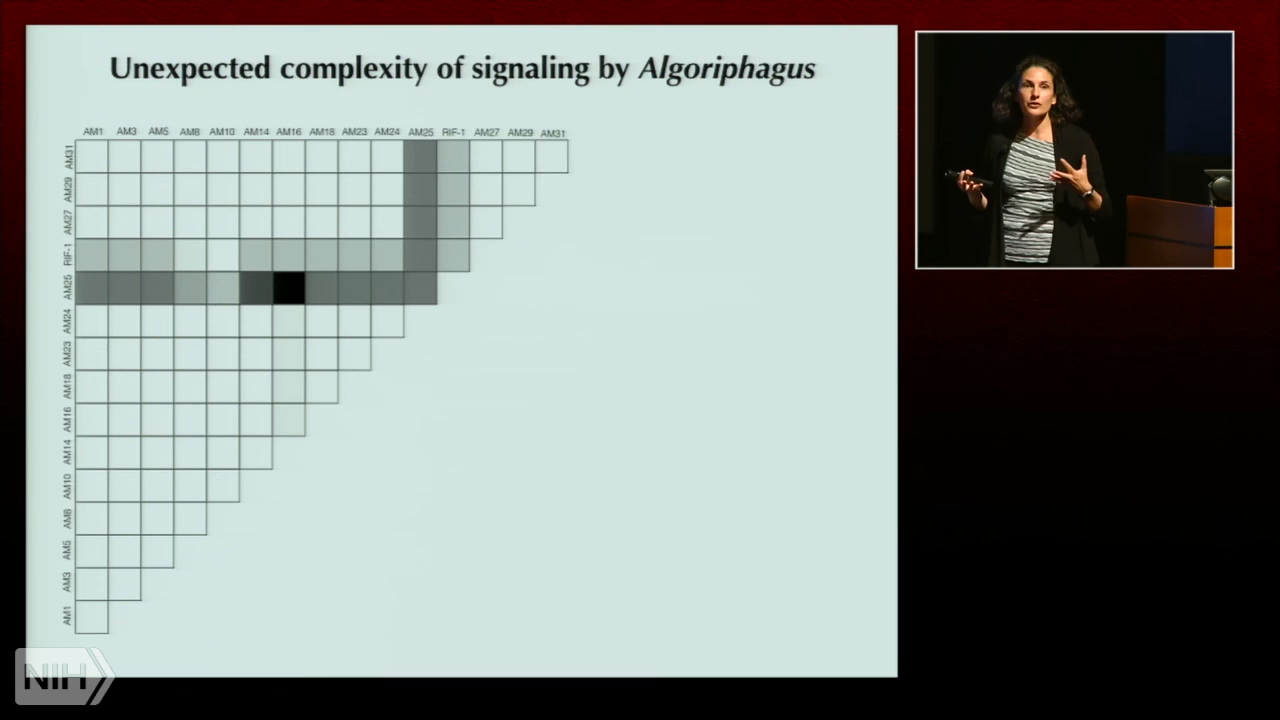 Unexpected complexity of signaling by Algoriphagus
AM1 AM3 AM5 AM8 AM10 AM14 AM16 AM18 AM23 AM24 AM25 RIF-1 AM27 AM29 AM31
AM31
AM29
AM27
RIF-1
AM25
AM24
AM23
AM18
AM16
AM14
AM10
AM8
AM5
AM3
AM1
NIH